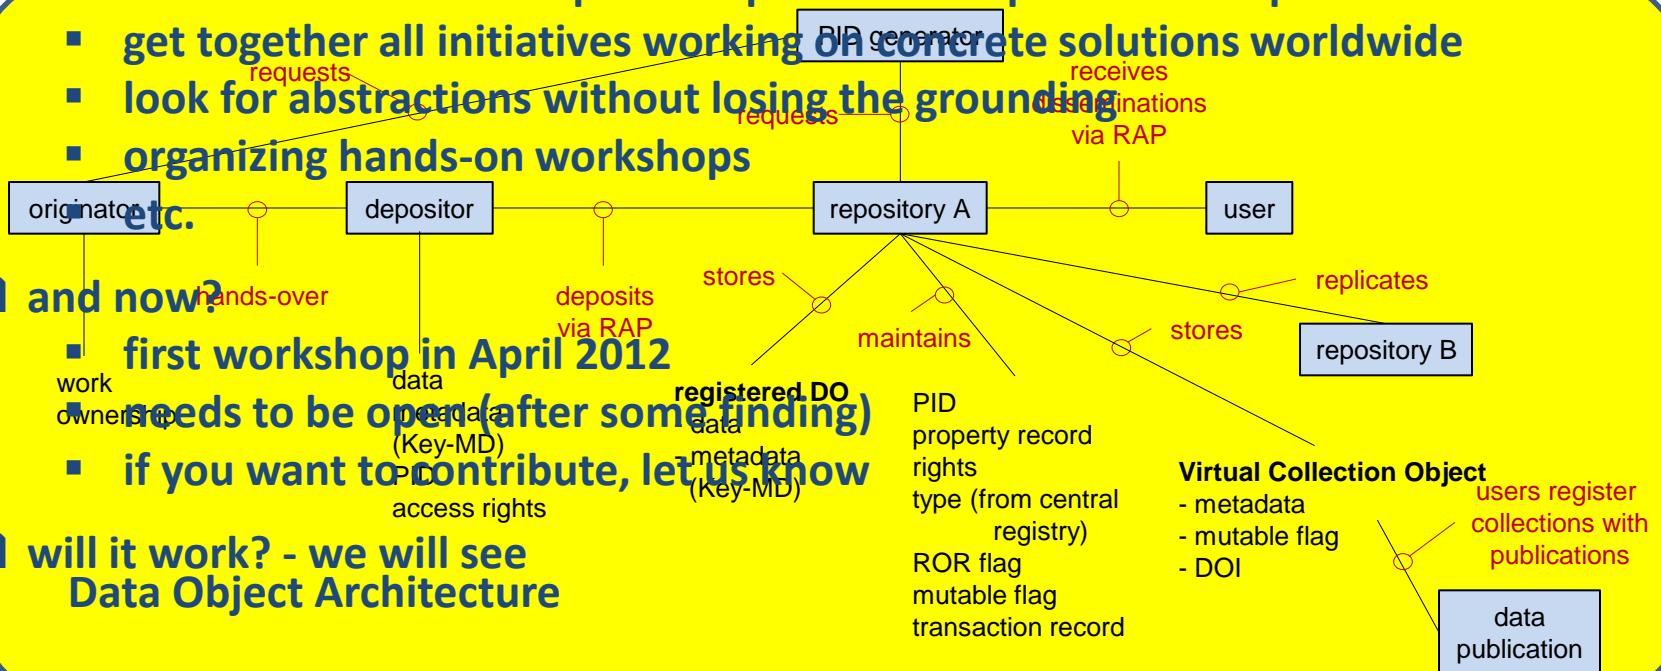 get together all initiatives working on concrete solutions worldwide
look for abstractions without losing the grounding
organizing hands-on workshops
etc.
and now?
first workshop in April 2012
needs to be open (after some finding)
if you want to contribute, let us know
will it work? - we will see
Data Object Architecture
PID generator
requests
requests
receives
disseminations
via RAP
originator
depositor
repository A
user
hands-over
deposits
via RAP
stores
maintains
stores
replicates
repository B
work
ownership
data
metadata
(Key-MD)
PID
access rights
registered DO
- data
- metadata
(Key-MD)
PID
property record
rights
type (from central
registry)
ROR flag
mutable flag
transaction record
Virtual Collection Object
- metadata
- mutable flag
- DOI
users register
collections with
publications
data
publication